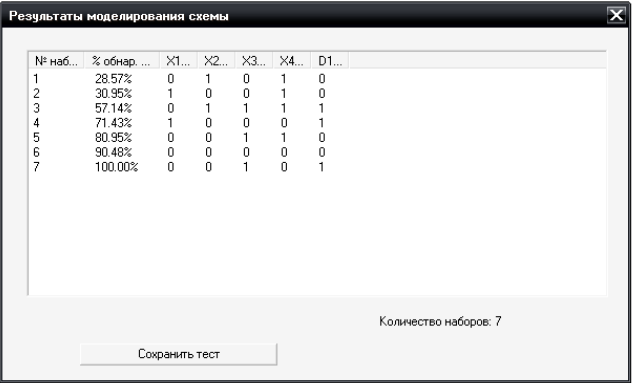 Результаты моделирования схемы
№ наб... % обнар. ... X1... X2... X3... X4... D1...
1 28.57% 0 1 0 1 0
2 30.95% 1 0 0 1 0
3 57.14% 0 1 1 1 1
4 71.43% 1 0 0 0 1
5 80.95% 0 0 1 1 0
6 90.48% 0 0 0 0 0
7 100.00% 0 0 1 0 1
Количество наборов: 7
Сохранить тест